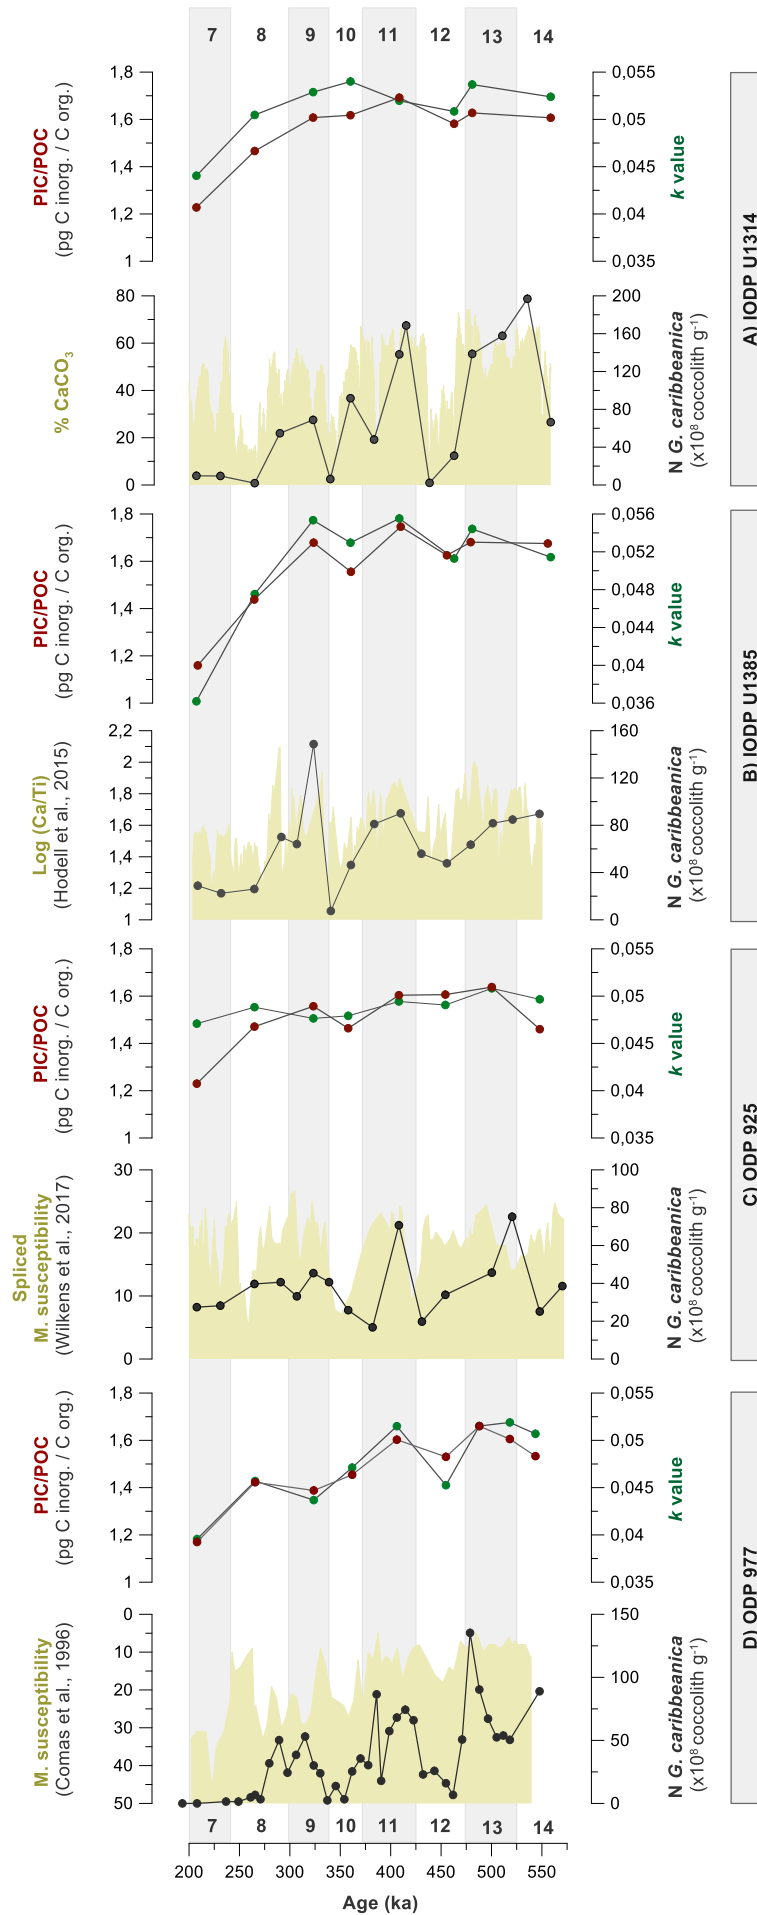 7 8 9 10 11 12 13 14
PIC/POC
(pg C inorg. / C org.)
1,8
1,6
1,4
1,2
1
0,055
0,05
0,045
0,04
0,035
k value
A) IODP U1314
% CaCO₃
80
60
40
20
0
200
160
120
80
40
0
N G. caribbeanica
(x10⁸ coccolith g⁻¹)
PIC/POC
(pg C inorg. / C org.)
1,8
1,6
1,4
1,2
1
0,056
0,052
0,048
0,044
0,04
0,036
k value
B) IODP U1385
Log (Ca/Ti)
(Hodell et al., 2015)
2,2
2
1,8
1,6
1,4
1,2
1
160
120
80
40
0
N G. caribbeanica
(x10⁸ coccolith g⁻¹)
PIC/POC
(pg C inorg. / C org.)
1,8
1,6
1,4
1,2
1
0,055
0,05
0,045
0,04
0,035
k value
C) ODP 925
Spliced
M. susceptibility
(Wilkens et al., 2017)
30
20
10
0
100
80
60
40
20
0
N G. caribbeanica
(x10⁸ coccolith g⁻¹)
PIC/POC
(pg C inorg. / C org.)
1,8
1,6
1,4
1,2
1
0,055
0,05
0,045
0,04
0,035
k value
D) ODP 977
M. susceptibility
(Comas et al., 1996)
0
10
20
30
40
50
150
100
50
0
N G. caribbeanica
(x10⁸ coccolith g⁻¹)
7 8 9 10 11 12 13 14
200 250 300 350 400 450 500 550
Age (ka)